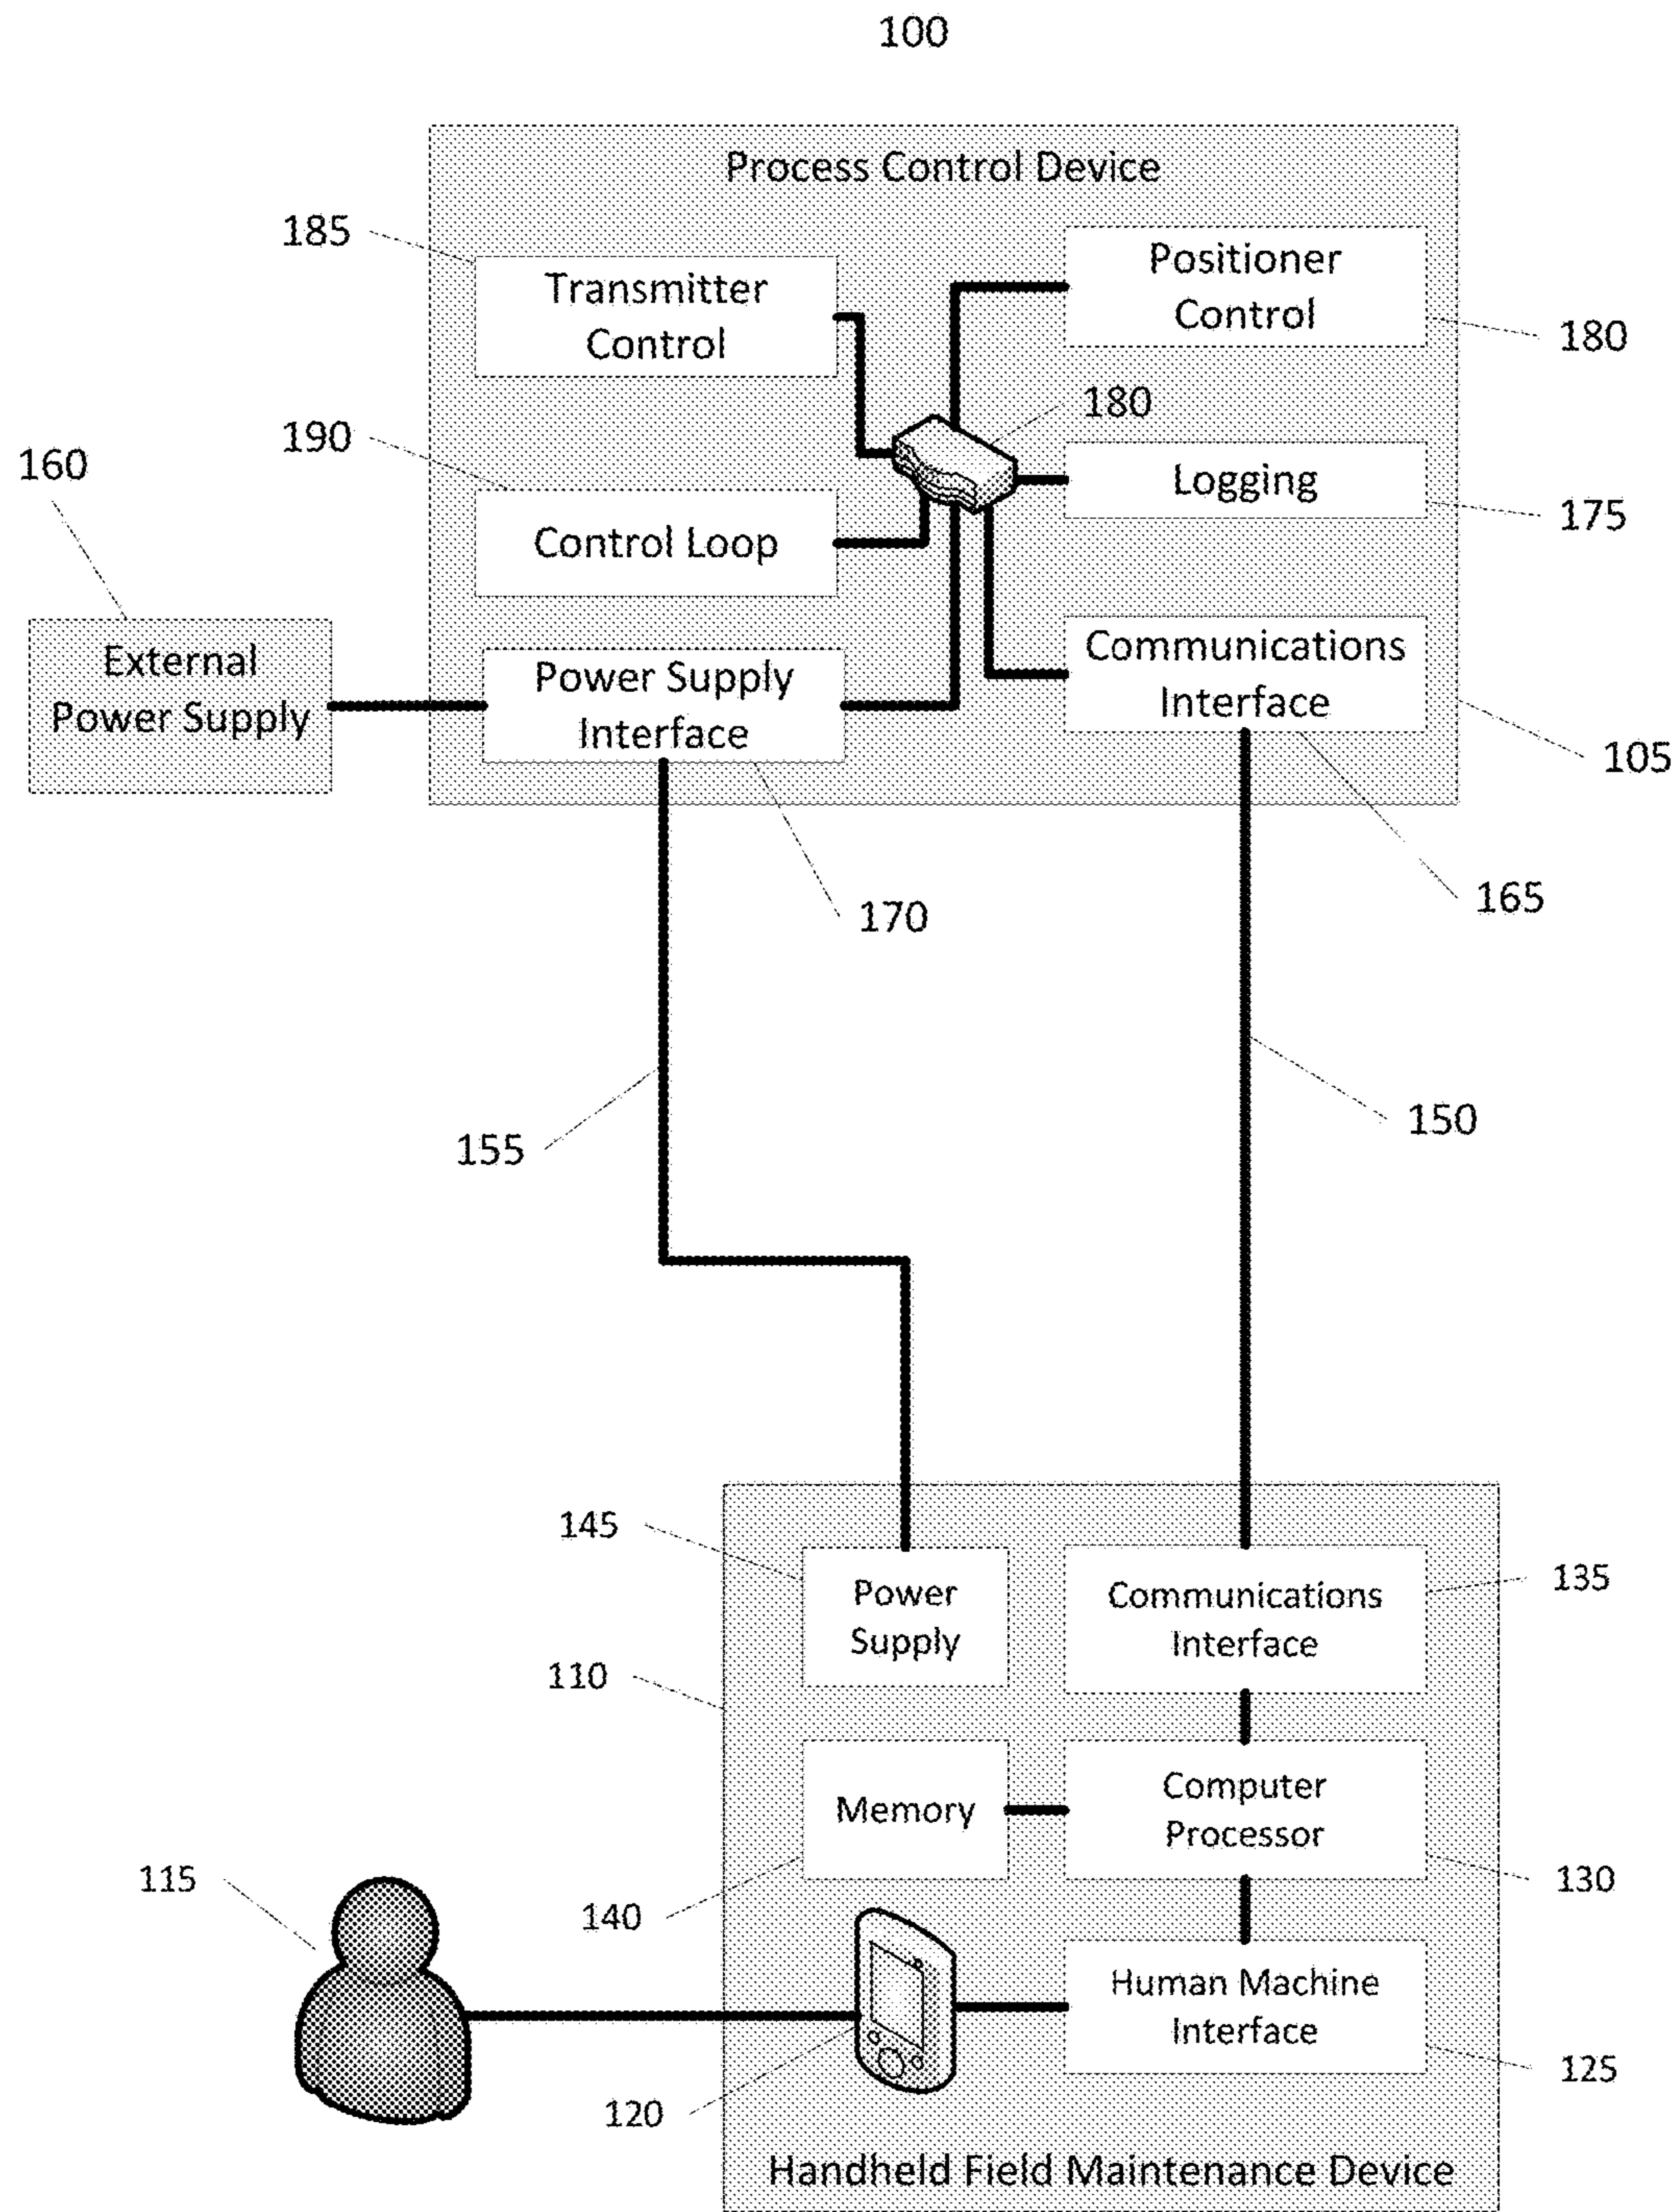 100
Process Control Device
185
Transmitter
Control
Positioner
Control
180
180
190
160
Control Loop
Logging
175
External
Power Supply
Power Supply
Interface
Communications
Interface
105
170
165
155
150
145
Power
Supply
Communications
Interface
135
110
Memory
Computer
Processor
130
115
140
Human Machine
Interface
125
120
Handheld Field Maintenance Device